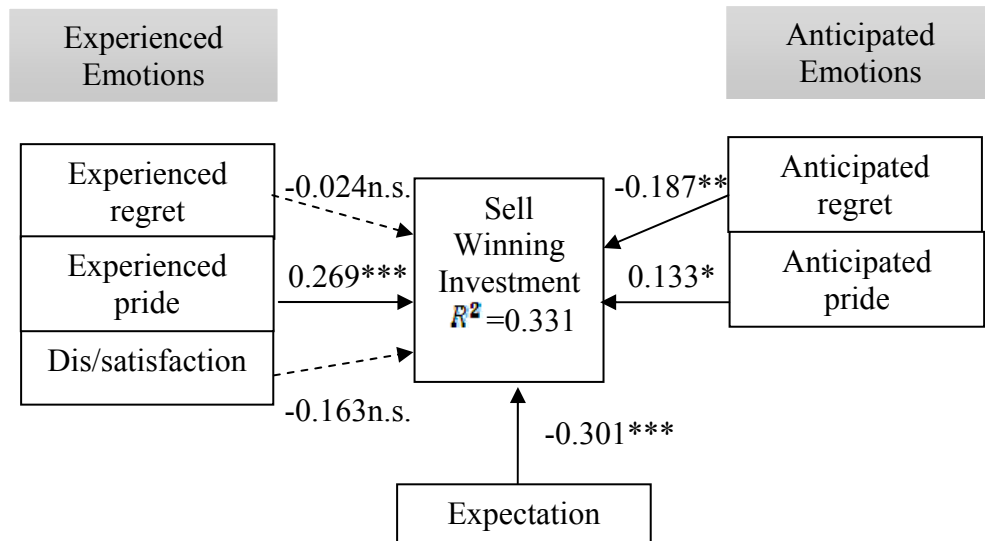 Experienced
Emotions
Anticipated
Emotions
Experienced
regret
-0.024n.s.
Experienced
pride
0.269***
Dis/satisfaction
-0.163n.s.
Sell
Winning
Investment
R² =0.331
-0.187**
Anticipated
regret
0.133*
Anticipated
pride
-0.301***
Expectation